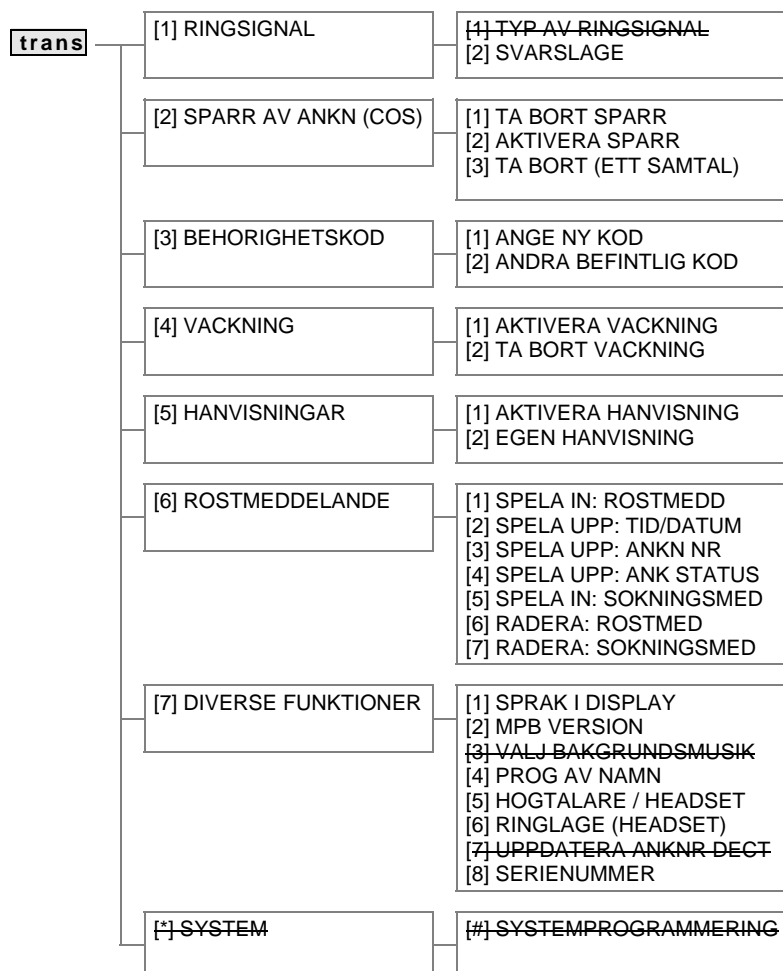 trans
[1] RINGSIGNAL
[1] TYP AV RINGSIGNAL
[2] SVARSLAGE
[2] SPARR AV ANKN (COS)
[1] TA BORT SPARR
[2] AKTIVERA SPARR
[3] TA BORT (ETT SAMTAL)
[3] BEHORIGHETSKOD
[1] ANGE NY KOD
[2] ANDRA BEFINTLIG KOD
[4] VACKNING
[1] AKTIVERA VACKNING
[2] TA BORT VACKNING
[5] HANVISNINGAR
[1] AKTIVERA HANVISNING
[2] EGEN HANVISNING
[6] ROSTMEDDELANDE
[1] SPELA IN: ROSTMEDD
[2] SPELA UPP: TID/DATUM
[3] SPELA UPP: ANKN NR
[4] SPELA UPP: ANK STATUS
[5] SPELA IN: SOKNINGSMED
[6] RADERA: ROSTMED
[7] RADERA: SOKNINGSMED
[7] DIVERSE FUNKTIONER
[1] SPRAK I DISPLAY
[2] MPB VERSION
[3] VALJ BAKGRUNDSMUSIK
[4] PROG AV NAMN
[5] HOGTALARE / HEADSET
[6] RINGLAGE (HEADSET)
[7] UPPDATERA ANKNR DECT
[8] SERIENUMMER
[*] SYSTEM
[#] SYSTEMPROGRAMMERING